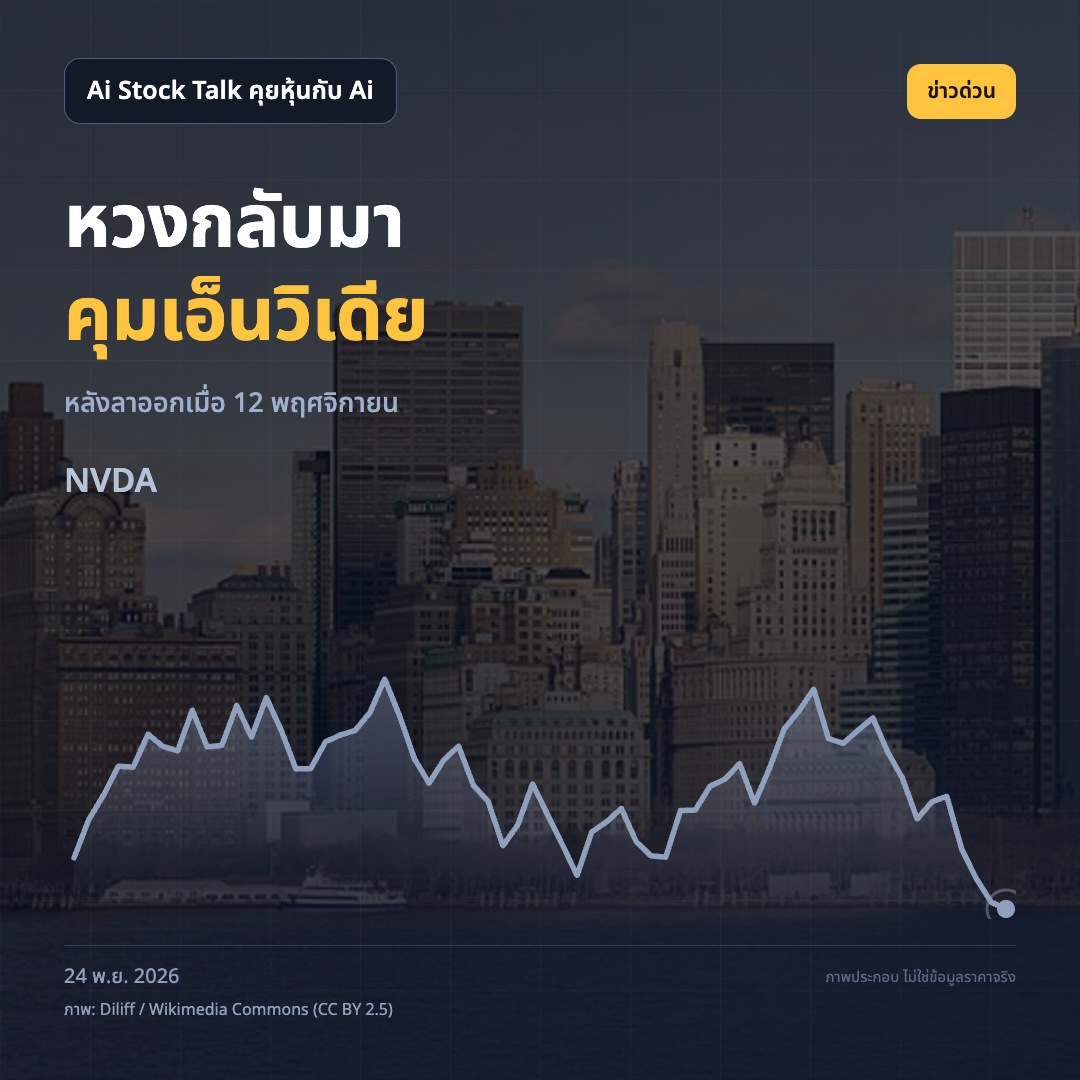 Ai Stock Talk คุยหุ้นกับ Ai
ข่าวด่วน
หวงกลับมา
คุมเอ็นวิเดีย
หลังลาออกเมื่อ 12 พฤศจิกายน
NVDA
24 พ.ย. 2026
ภาพประกอบ ไม่ใช่ข้อมูลราคาจริง
ภาพ: Diliff / Wikimedia Commons (CC BY 2.5)